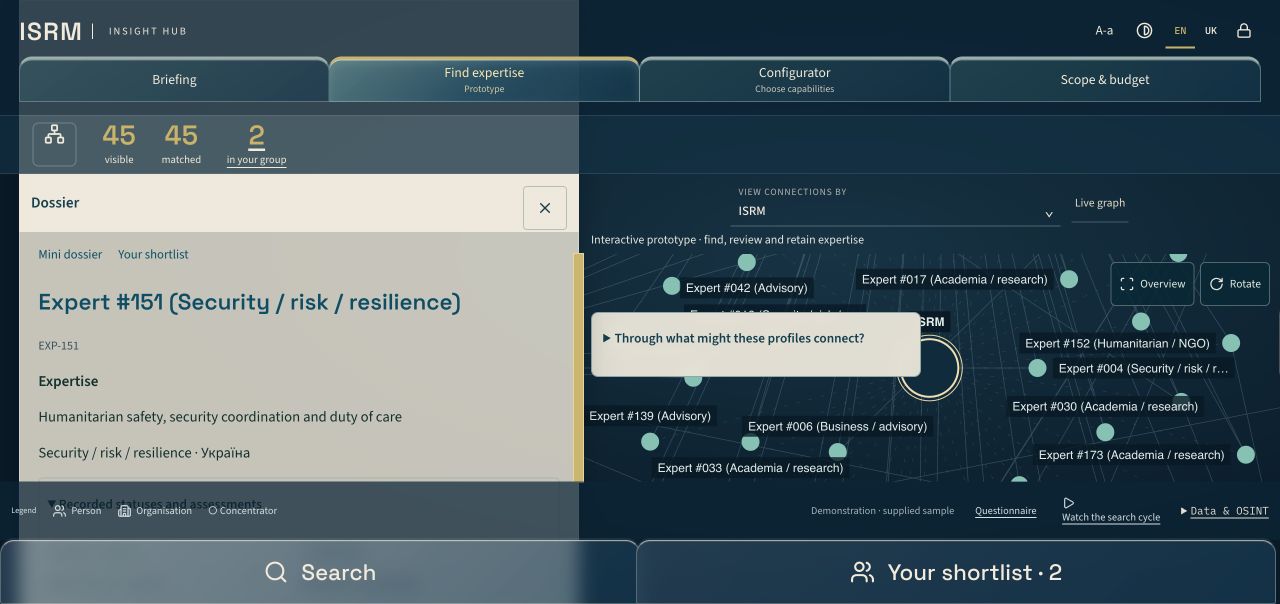 ISRM | INSIGHT HUB
A-a EN UK
Briefing
Find expertise
Prototype
Configurator
Choose capabilities
Scope & budget
45 visible
45 matched
2 in your group
Dossier
Mini dossier Your shortlist
Expert #151 (Security / risk / resilience)
EXP-151
Expertise
Humanitarian safety, security coordination and duty of care
Security / risk / resilience · Україна
Recorded statuses and assessments
VIEW CONNECTIONS BY
ISRM
Live graph
Interactive prototype · find, review and retain expertise
Overview
Rotate
Expert #042 (Advisory)
Expert #017 (Academia / research)
Through what might these profiles connect?
Expert #152 (Humanitarian / NGO)
Expert #004 (Security / risk / r…
Expert #030 (Academia / research)
Expert #139 (Advisory)
Expert #006 (Business / advisory)
Expert #173 (Academia / research)
Expert #033 (Academia / research)
Legend Person Organisation Concentrator
Demonstration · supplied sample
Questionnaire
Watch the search cycle
Data & OSINT
Search
Your shortlist · 2